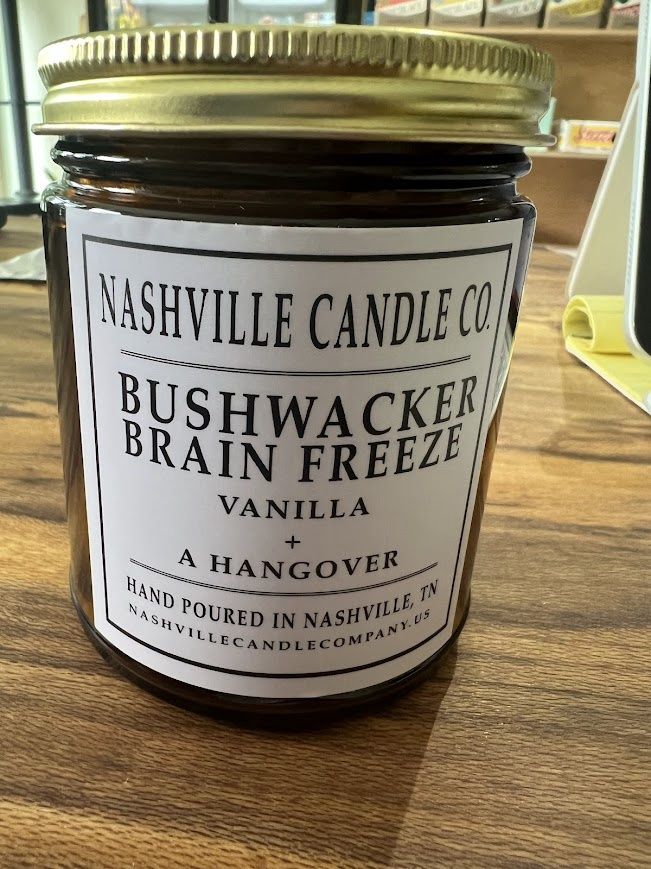 NASHVILLE CANDLE CO.
BUSHWACKER
BRAIN FREEZE
VANILLA
+
A HANGOVER
HAND POURED IN NASHVILLE, TN
NASHVILLECANDLECOMPANY.US